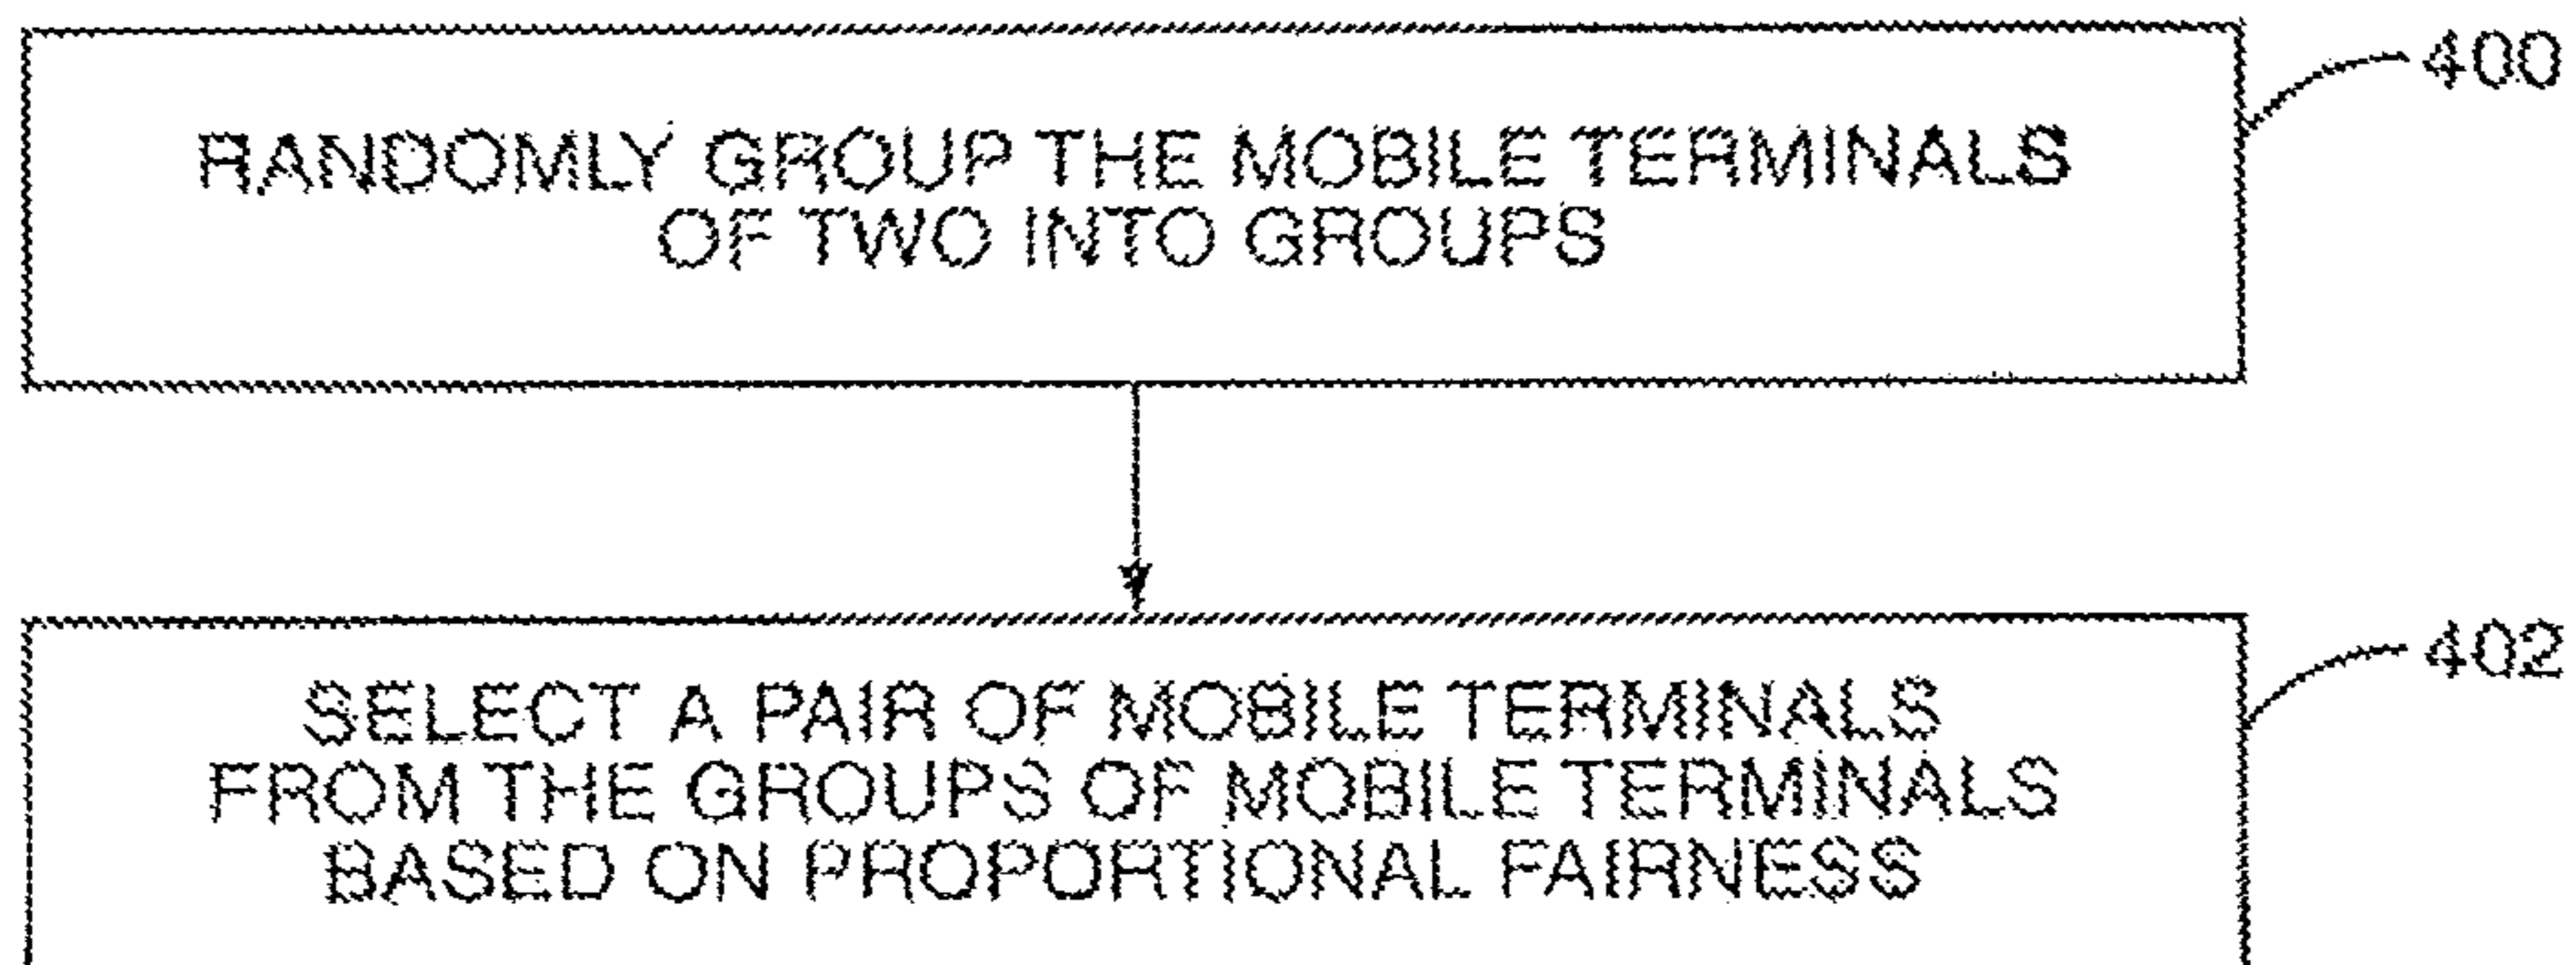 400
RANDOMLY GROUP THE MOBILE TERMINALS
OF TWO INTO GROUPS
402
SELECT A PAIR OF MOBILE TERMINALS
FROM THE GROUPS OF MOBILE TERMINALS
BASED ON PROPORTIONAL FAIRNESS